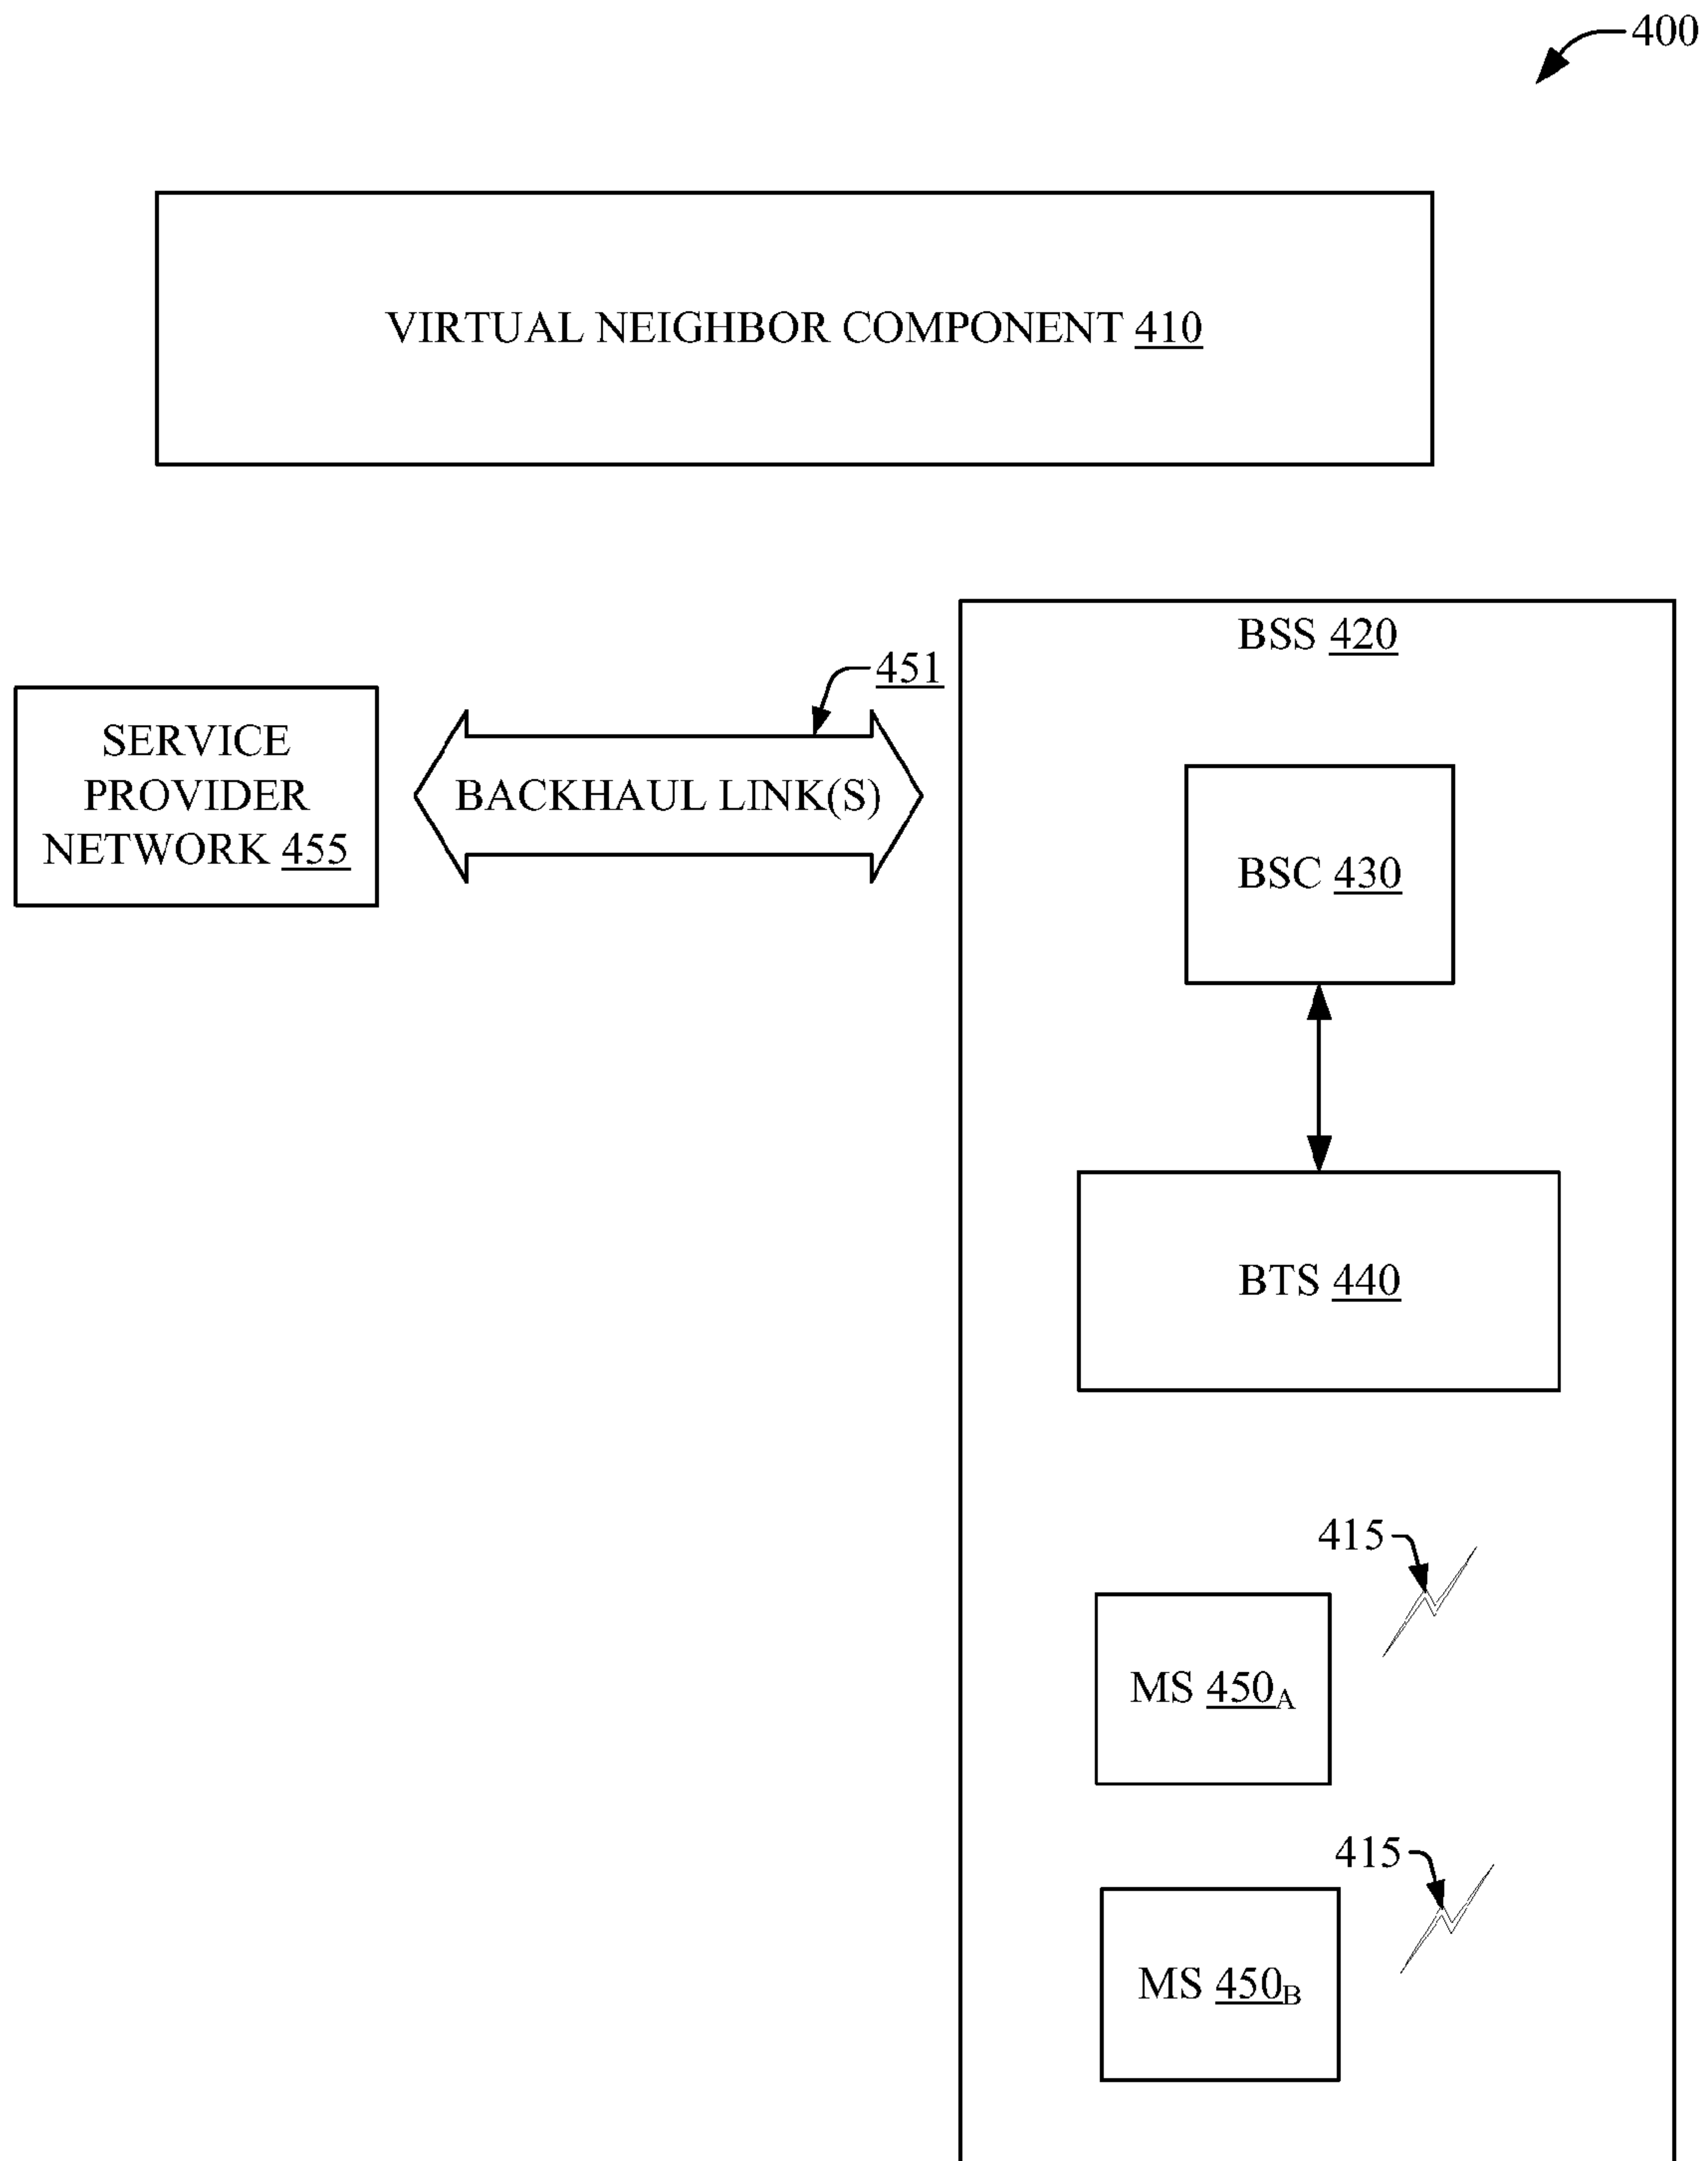 400
VIRTUAL NEIGHBOR COMPONENT 410
BSS 420
451
SERVICE
PROVIDER
NETWORK 455
BACKHAUL LINK(S)
BSC 430
BTS 440
415
MS 450A
415
MS 450B